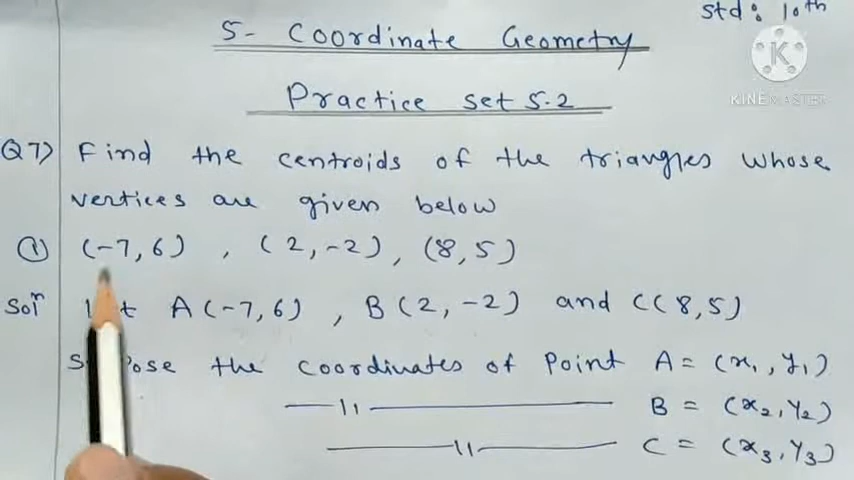 Std: 10th
5- Coordinate Geometry
K
KINEMASTER
Practice set 5.2
Q7) Find the centroids of the triangles whose
vertices are given below
① (-7,6) , (2,-2), (8,5)
Solⁿ A(-7,6) , B(2,-2) and C(8,5)
the coordinates of Point A = (x₁,y₁)
—〃— B = (x₂,y₂)
—〃— C = (x₃,y₃)